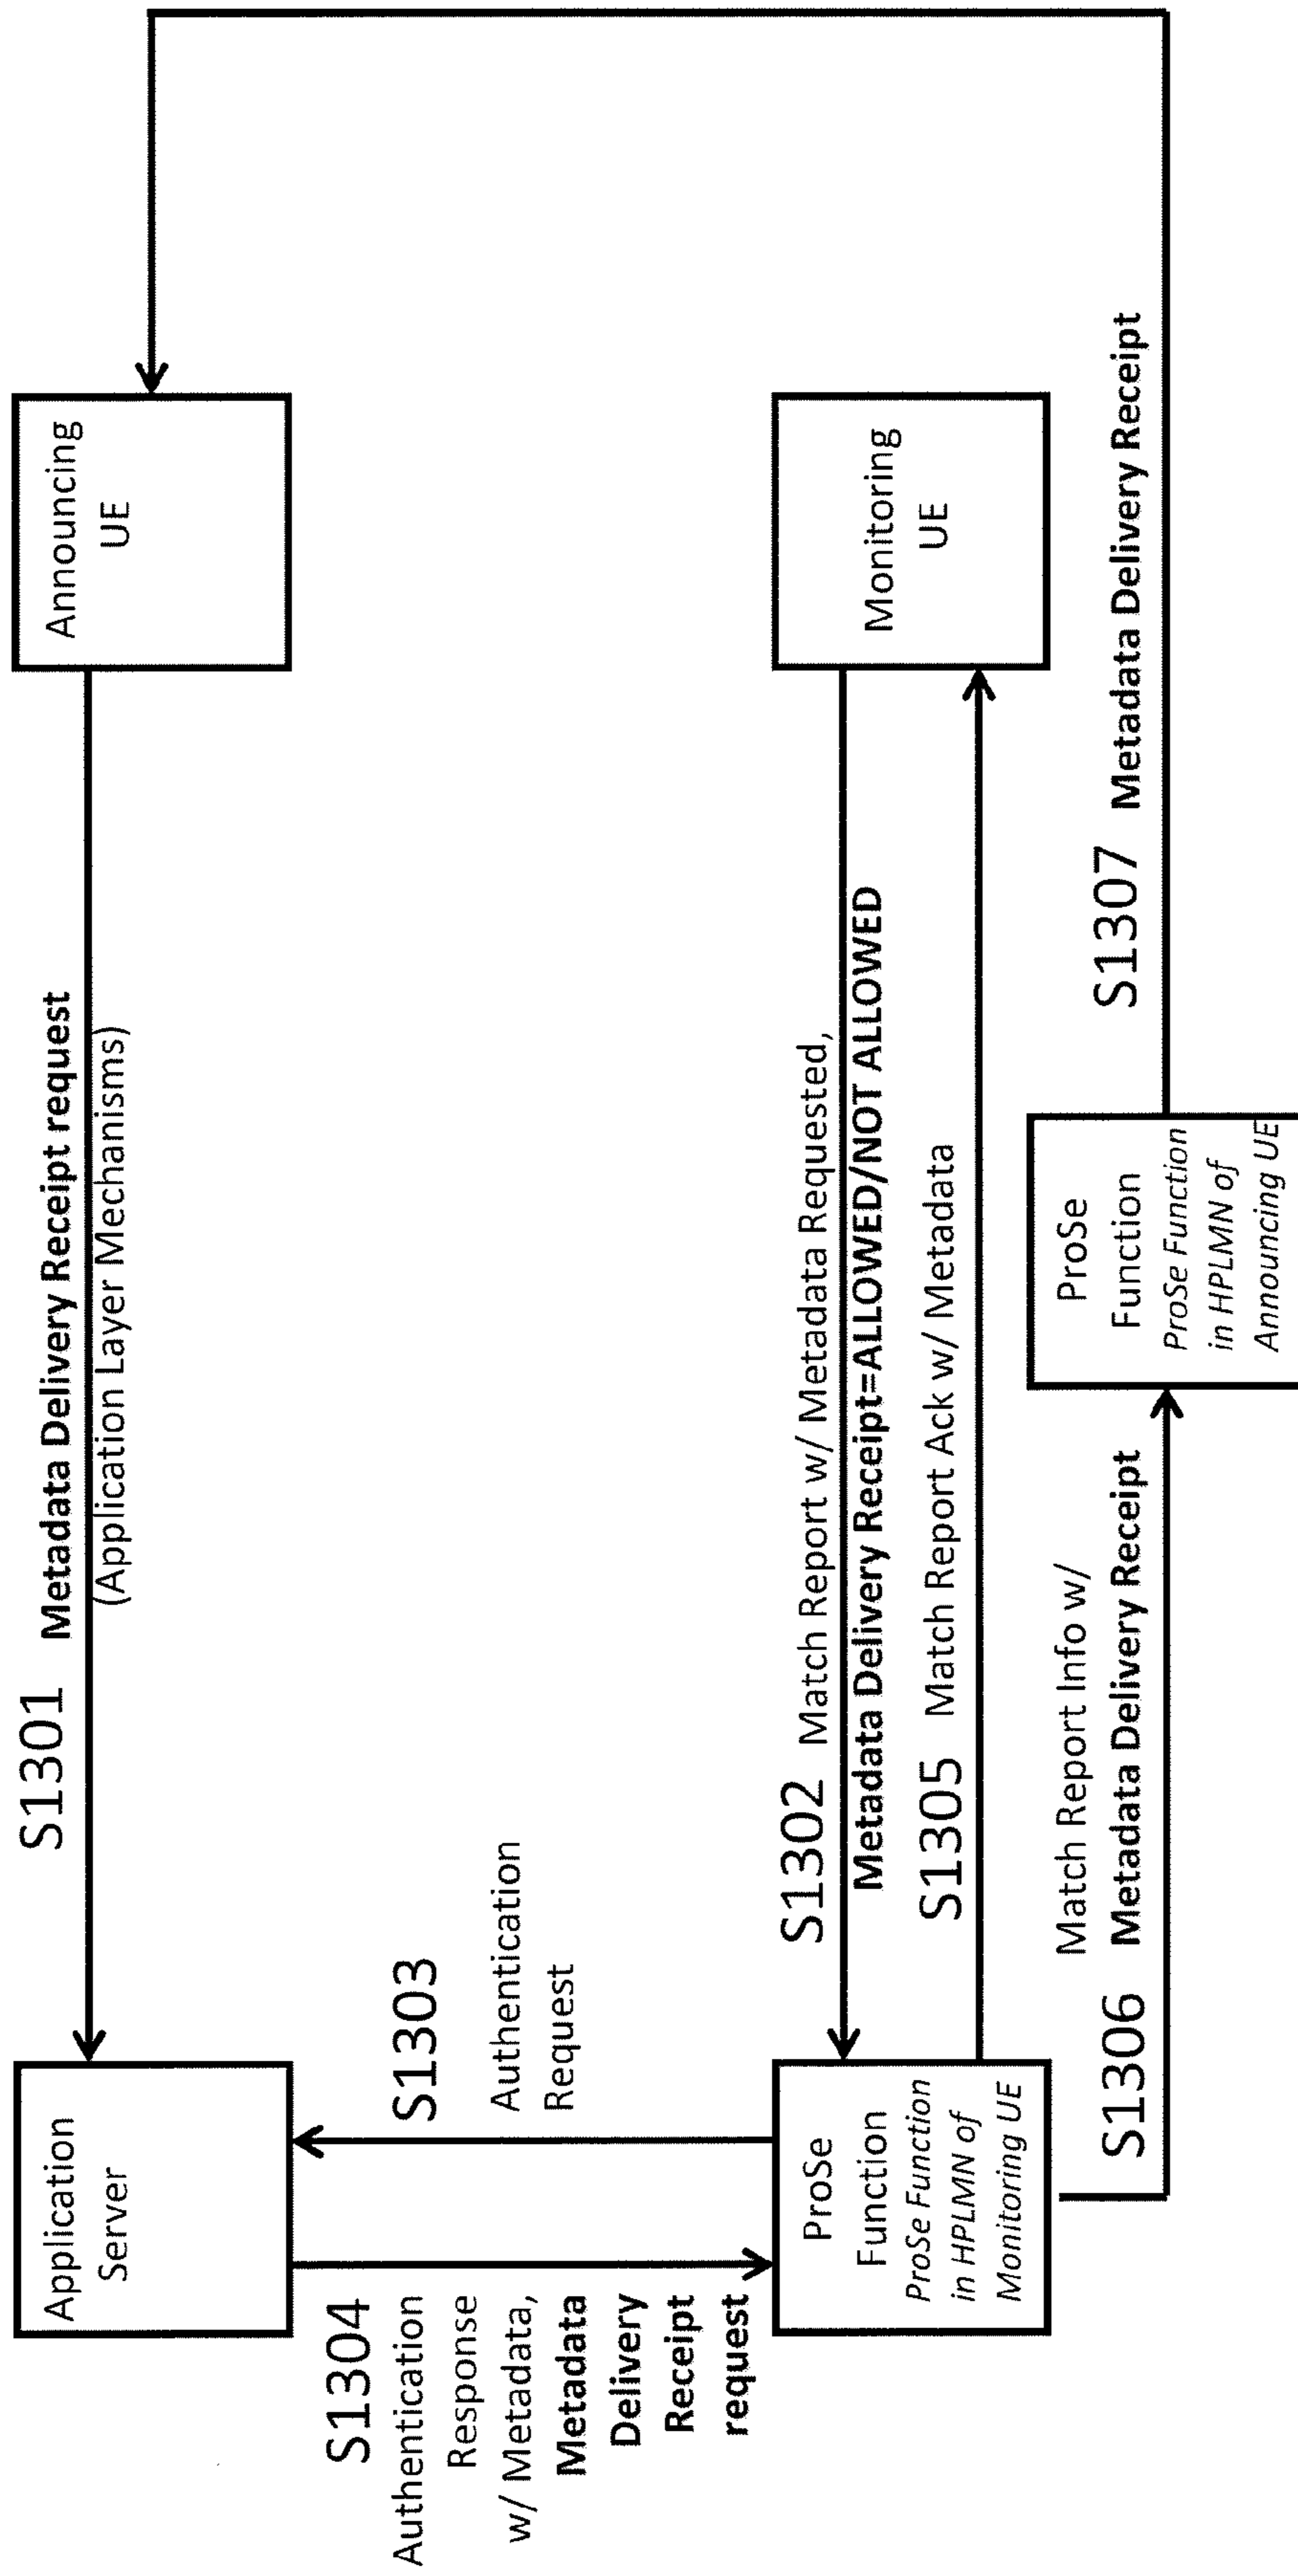 S1301
Metadata Delivery Receipt request
(Application Layer Mechanisms)
Application
Server
Announcing
UE
S1304
Authentication
Response
w/ Metadata,
Metadata
Delivery
Receipt
request
S1303
Authentication
Request
S1302
Match Report w/ Metadata Requested,
Metadata Delivery Receipt=ALLOWED/NOT ALLOWED
S1305
Match Report Ack w/ Metadata
ProSe
Function
ProSe Function
in HPLMN of
Monitoring UE
Monitoring
UE
S1306
Match Report Info w/
Metadata Delivery Receipt
ProSe
Function
ProSe Function
in HPLMN of
Announcing UE
S1307
Metadata Delivery Receipt